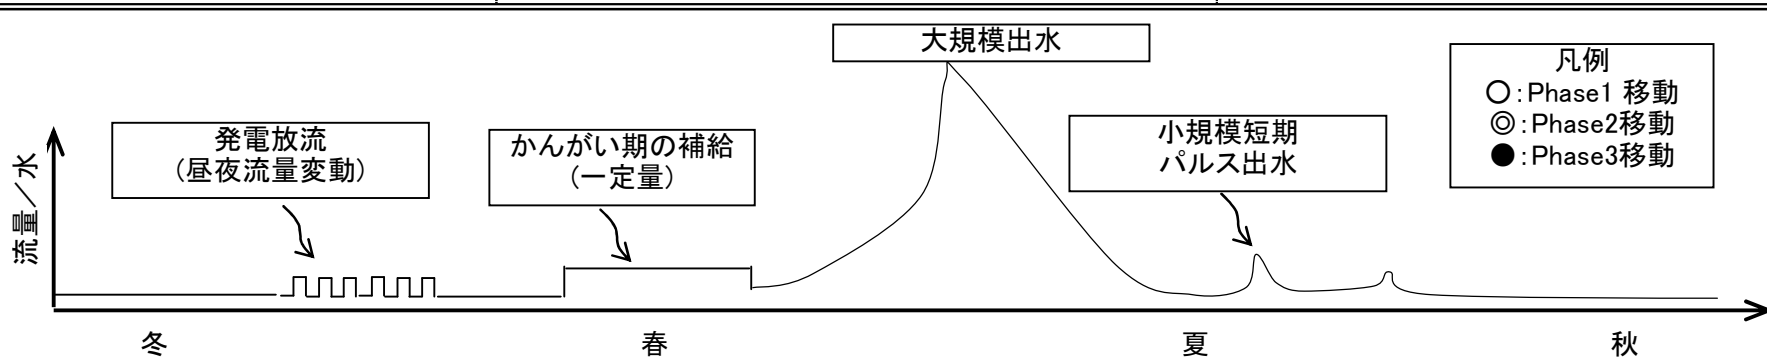 大規模出水
凡例
○:Phase1 移動
◎:Phase2移動
●:Phase3移動
発電放流
(昼夜流量変動)
かんがい期の補給
(一定量)
小規模短期
パルス出水
流量/水
冬
春
夏
秋